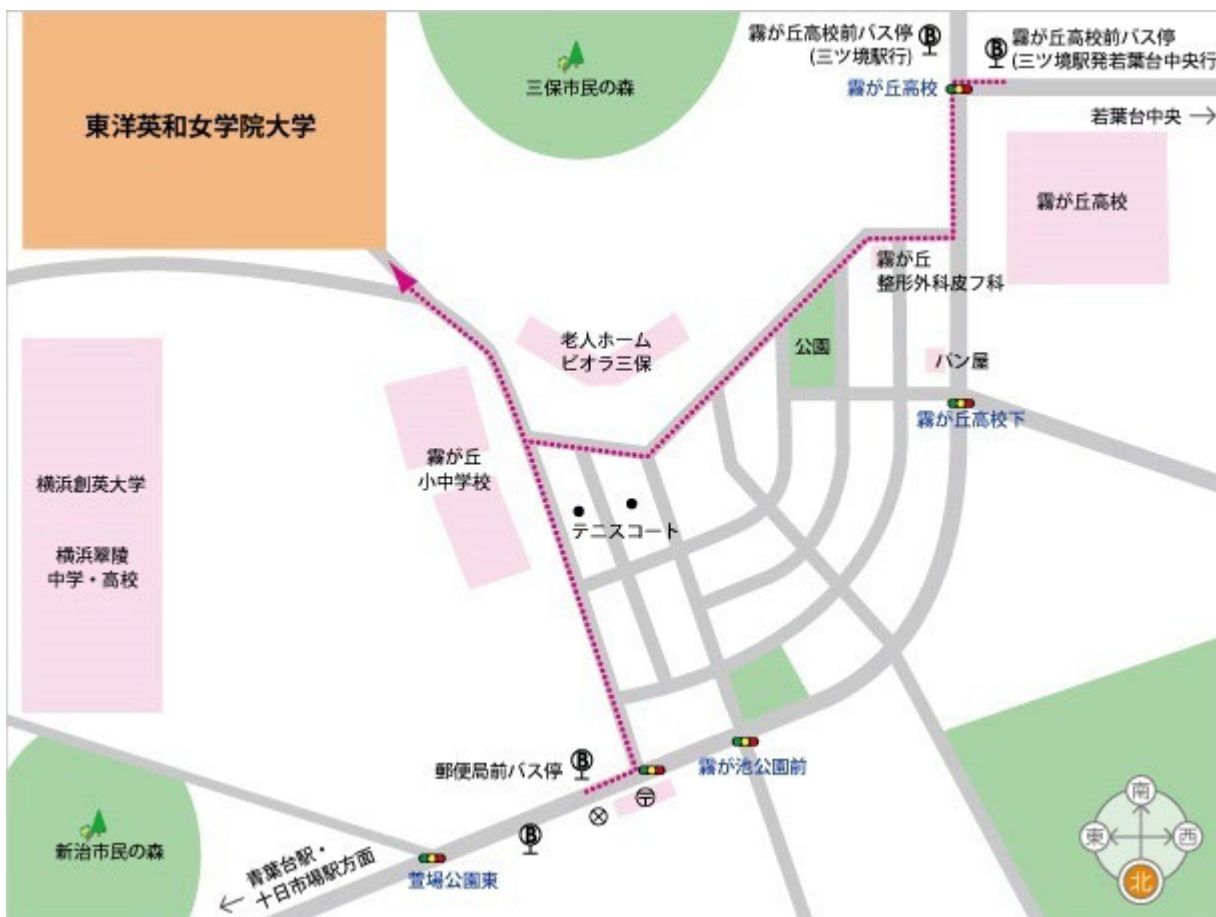 霧が丘高校前バス停
(三ツ境駅行)
霧が丘高校前バス停
(三ツ境駅発若葉台中央行)
三保市民の森
霧が丘高校
若葉台中央 →
東洋英和女学院大学
霧が丘高校
霧が丘
整形外科皮フ科
老人ホーム
ビオラ三保
公園
パン屋
霧が丘高校下
霧が丘
小中学校
横浜創英大学
横浜翠陵
中学・高校
テニスコート
郵便局前バス停
霧が池公園前
新治市民の森
青葉台駅・
← 十日市場駅方面
萱場公園東
南
東
西
北
B
B
B
B